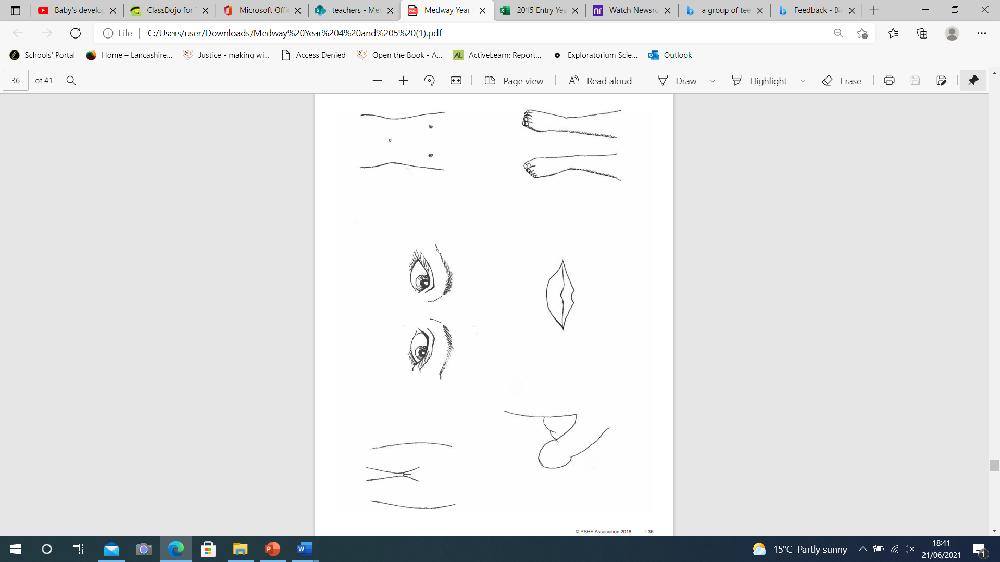 Baby's develo
ClassDojo for
Microsoft Offi
teachers - Med
Medway Year
2015 Entry Yea
Watch Newsro
a group of tee
Feedback - Bin
File
C:/Users/user/Downloads/Medway%20Year%204%20and%205%20(1).pdf
Schools' Portal
Home – Lancashire...
Justice - making wi...
Access Denied
Open the Book - A...
ActiveLearn: Report...
Exploratorium Scie...
Outlook
36 of 41
Page view
Read aloud
Draw
Highlight
Erase
© PSHE Association 2018 I 36
15°C Partly sunny
18:41
21/06/2021
1